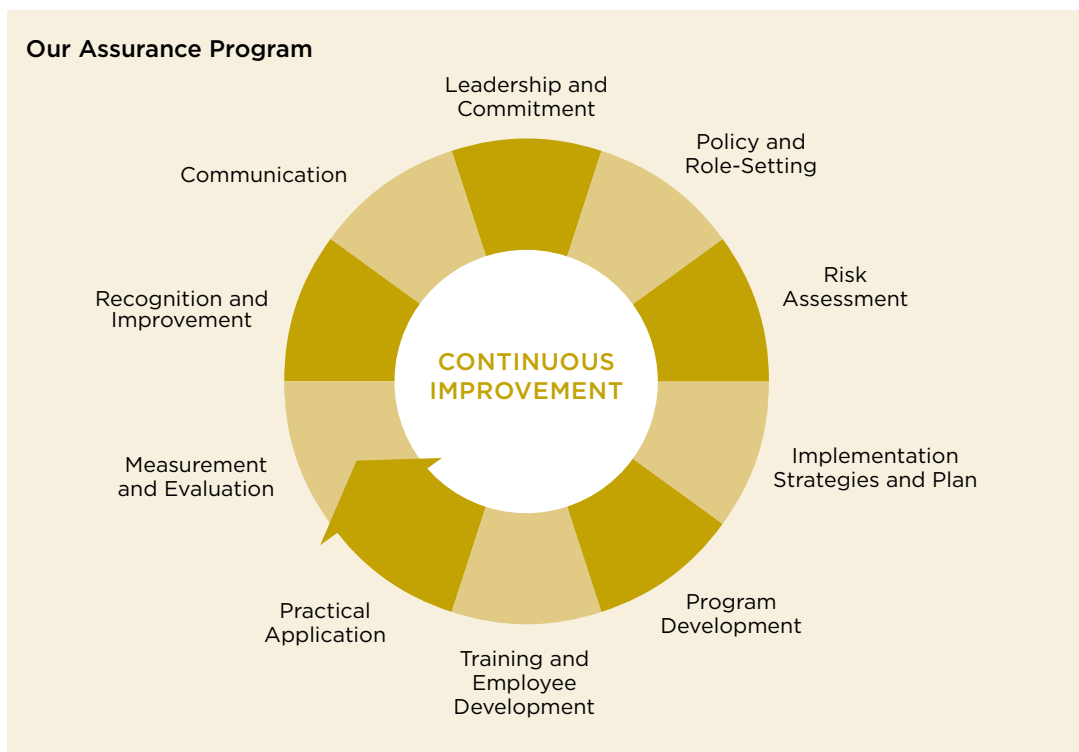 Our Assurance Program
Leadership and
Commitment
Policy and
Role-Setting
Risk
Assessment
Implementation
Strategies and Plan
Program
Development
Training and
Employee
Development
Practical
Application
Measurement
and Evaluation
Recognition and
Improvement
Communication
CONTINUOUS
IMPROVEMENT